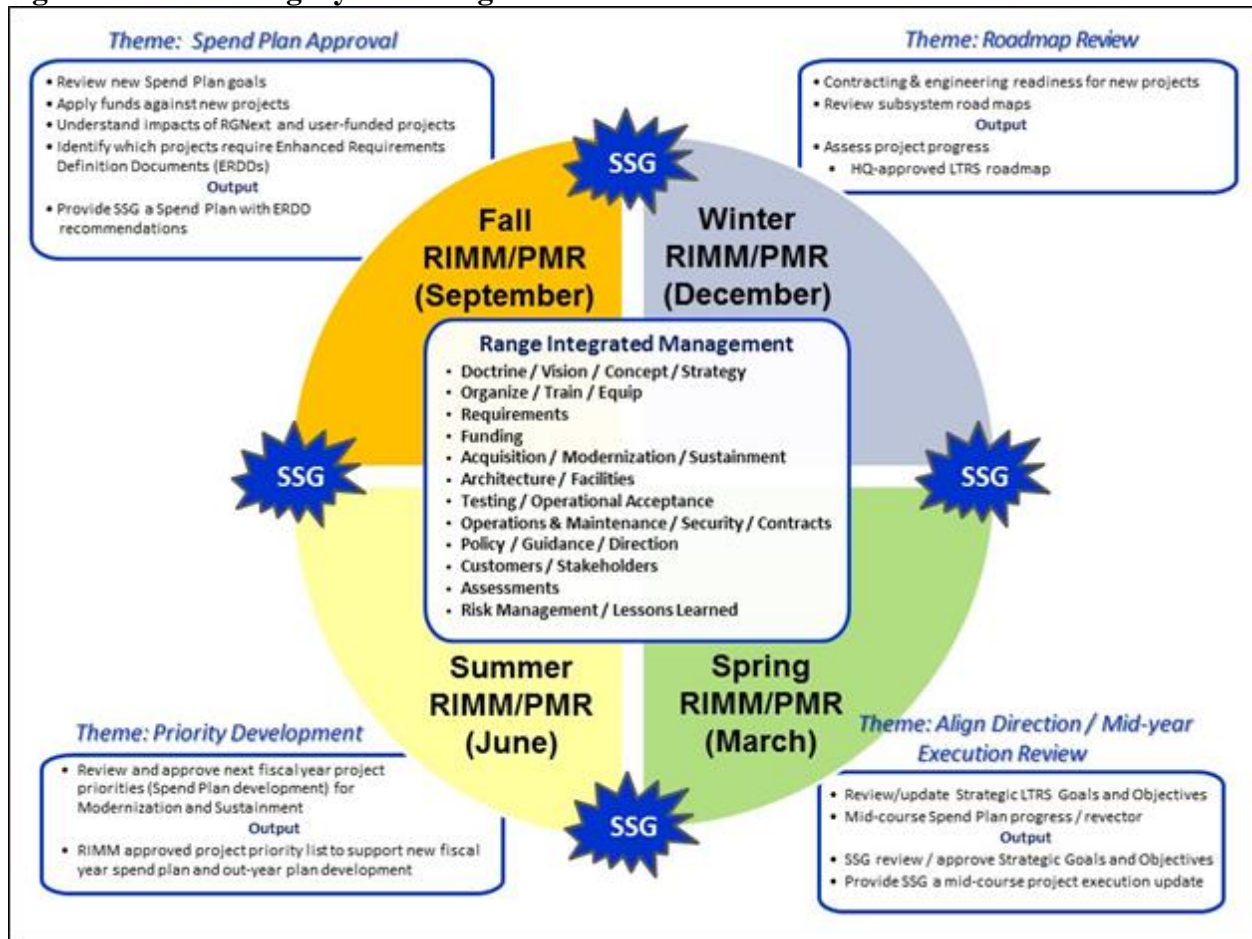 Theme: Spend Plan Approval
• Review new Spend Plan goals
• Apply funds against new projects
• Understand impacts of RGNext and user-funded projects
• Identify which projects require Enhanced Requirements
Definition Documents (ERDDs)
Output
• Provide SSG a Spend Plan with ERDD
recommendations
Theme: Roadmap Review
• Contracting & engineering readiness for new projects
• Review subsystem road maps
Output
• Assess project progress
• HQ-approved LTRS roadmap
SSG
Fall
RIMM/PMR
(September)
Winter
RIMM/PMR
(December)
Range Integrated Management
• Doctrine / Vision / Concept / Strategy
• Organize / Train / Equip
• Requirements
• Funding
• Acquisition / Modernization / Sustainment
• Architecture / Facilities
• Testing / Operational Acceptance
• Operations & Maintenance / Security / Contracts
• Policy / Guidance / Direction
• Customers / Stakeholders
• Assessments
• Risk Management / Lessons Learned
SSG
SSG
Summer
RIMM/PMR
(June)
Spring
RIMM/PMR
(March)
Theme: Priority Development
• Review and approve next fiscal year project
priorities (Spend Plan development) for
Modernization and Sustainment
Output
• RIMM approved project priority list to support new fiscal
year spend plan and out-year plan development
SSG
Theme: Align Direction / Mid-year
Execution Review
• Review/update Strategic LTRS Goals and Objectives
• Mid-course Spend Plan progress / revector
Output
• SSG review / approve Strategic Goals and Objectives
• Provide SSG a mid-course project execution update